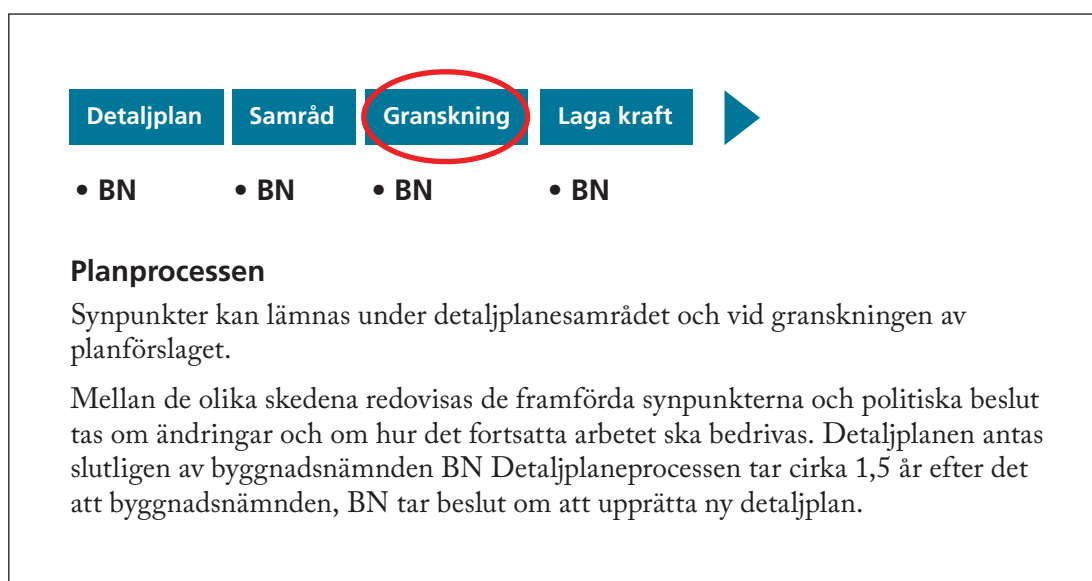 Detaljplan Samråd Granskning Laga kraft
• BN • BN • BN • BN
Planprocessen
Synpunkter kan lämnas under detaljplanesamrådet och vid granskningen av
planförslaget.
Mellan de olika skedena redovisas de framförda synpunkterna och politiska beslut
tas om ändringar och om hur det fortsatta arbetet ska bedrivas. Detaljplanen antas
slutligen av byggnadsnämnden BN Detaljplaneprocessen tar cirka 1,5 år efter det
att byggnadsnämnden, BN tar beslut om att upprätta ny detaljplan.